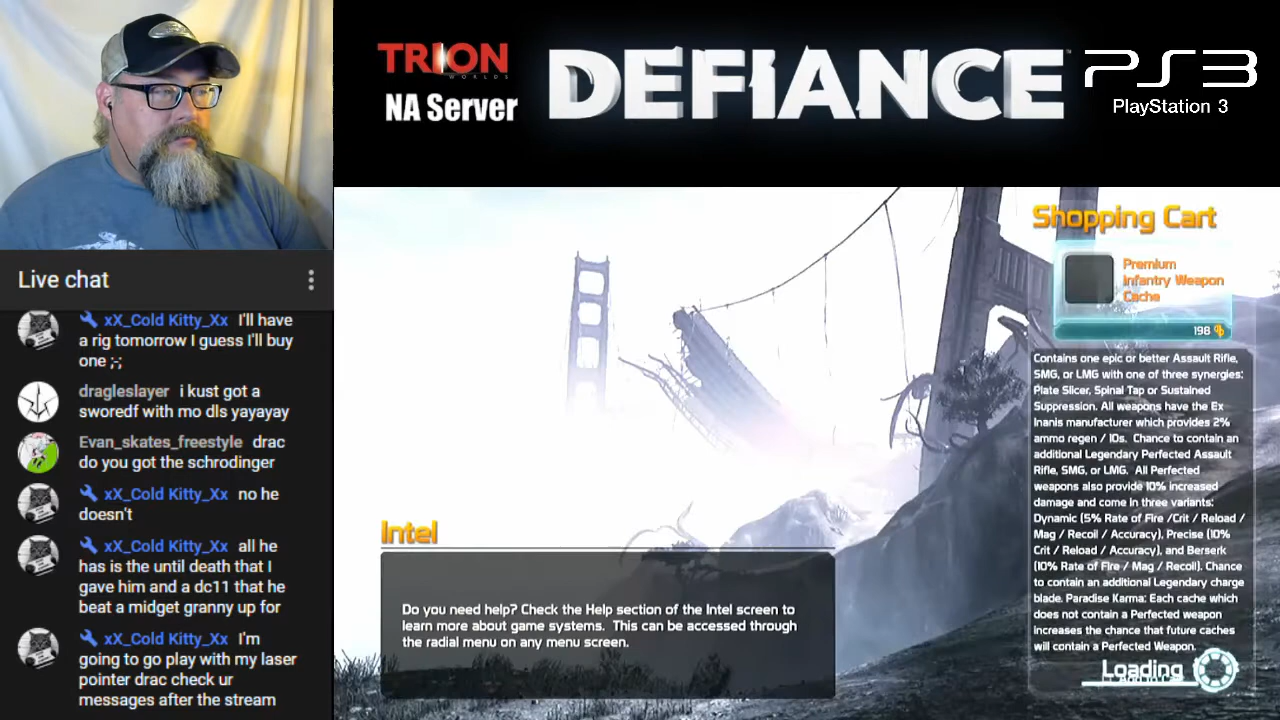 TRION
WORLDS
NA Server
DEFIANCE
PS3
PlayStation 3
Live chat
xX_Cold Kitty_Xx I'll have
a rig tomorrow I guess I'll buy
one ;-;
dragleslayer i kust got a
sworedf with mo dls yayayay
Evan_skates_freestyle drac
do you got the schrodinger
xX_Cold Kitty_Xx no he
doesn't
xX_Cold Kitty_Xx all he
has is the until death that I
gave him and a dc11 that he
beat a midget granny up for
xX_Cold Kitty_Xx I'm
going to go play with my laser
pointer drac check ur
messages after the stream
Intel
Do you need help? Check the Help section of the Intel screen to
learn more about game systems. This can be accessed through
the radial menu on any menu screen.
Shopping Cart
Premium
Infantry Weapon
Cache
198
Contains one epic or better Assault Rifle,
SMG, or LMG with one of three synergies:
Plate Slicer, Spinal Tap or Sustained
Suppression. All weapons have the Ex
Inanis manufacturer which provides 2%
ammo regen / 10s. Chance to contain an
additional Legendary Perfected Assault
Rifle, SMG, or LMG. All Perfected
weapons also provide 10% increased
damage and come in three variants:
Dynamic (5% Rate of Fire /Crit / Reload /
Mag / Recoil / Accuracy), Precise (10%
Crit / Reload / Accuracy), and Berserk
(10% Rate of Fire / Mag / Recoil). Chance
to contain an additional Legendary charge
blade. Paradise Karma: Each cache which
does not contain a Perfected weapon
increases the chance that future caches
will contain a Perfected Weapon.
Loading